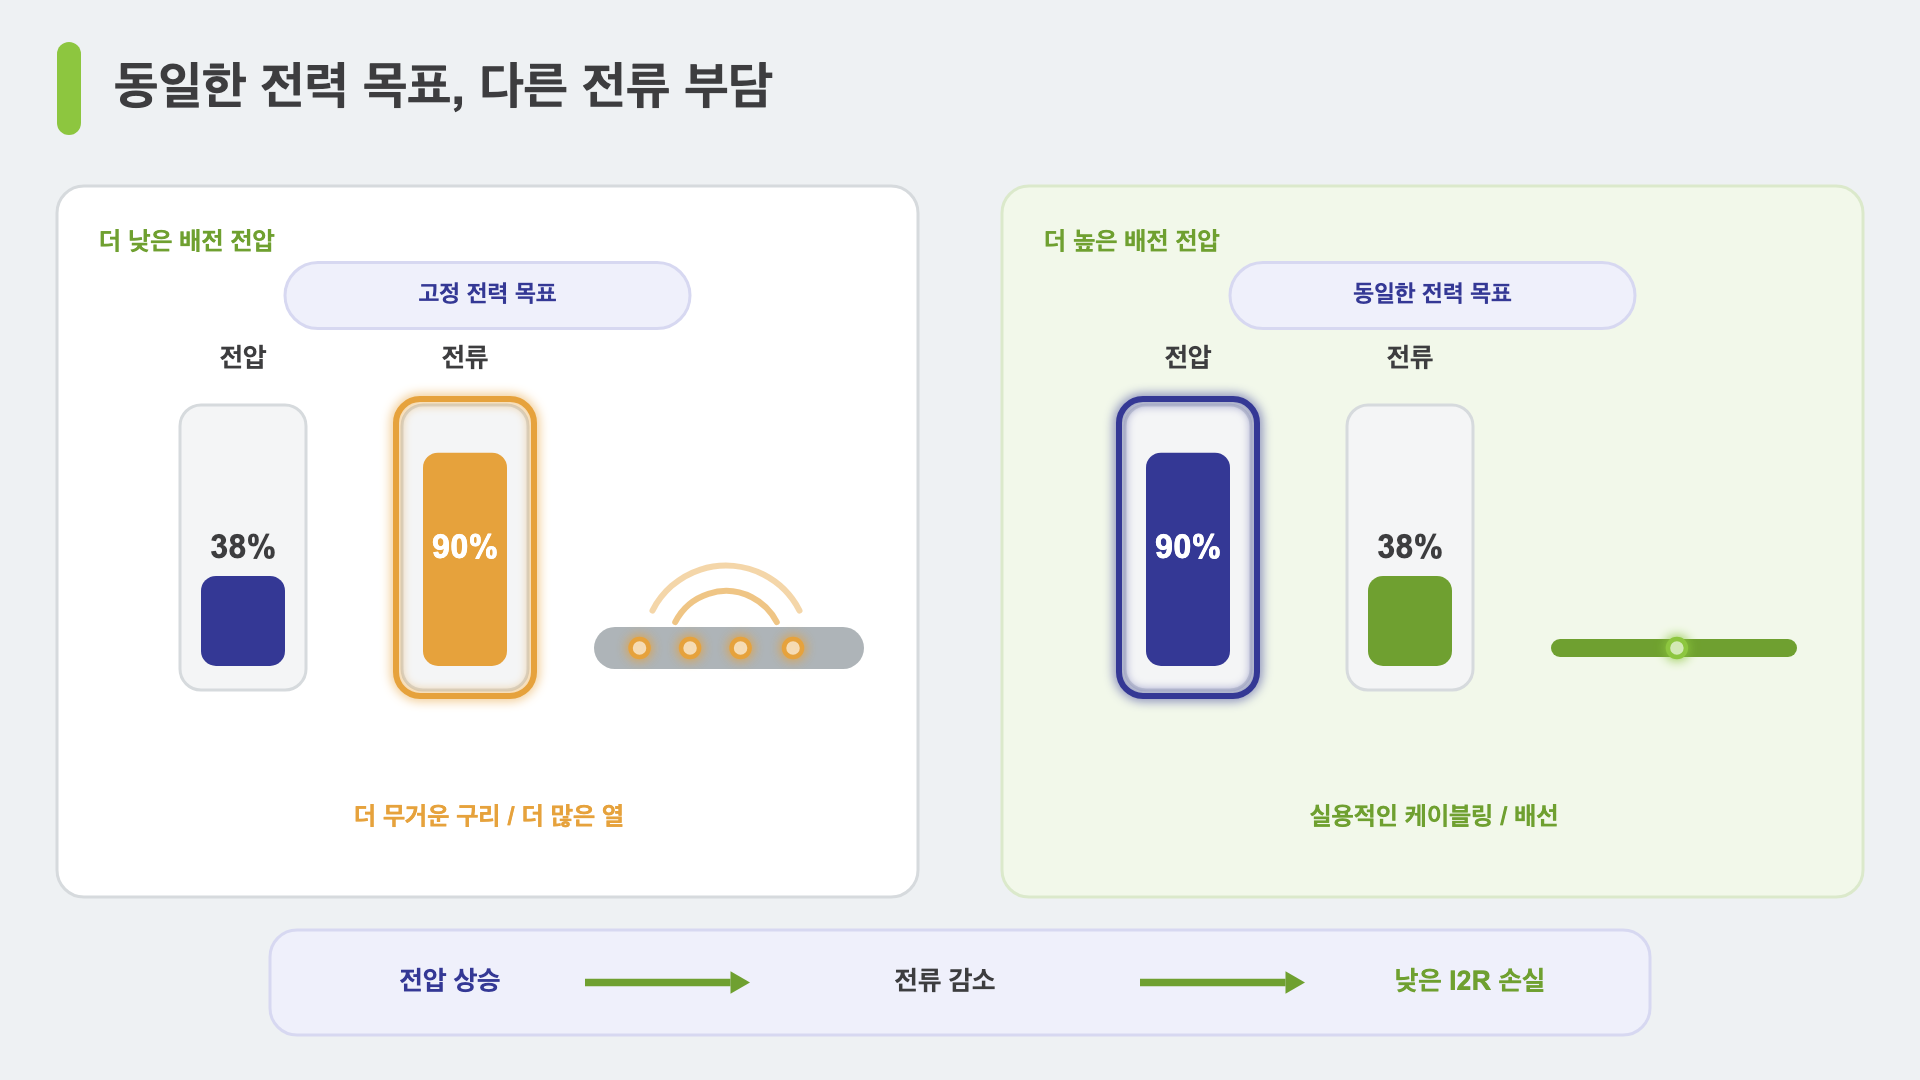 동일한 전력 목표, 다른 전류 부담
더 낮은 배전 전압
고정 전력 목표
전압
전류
38%
90%
더 무거운 구리 / 더 많은 열
더 높은 배전 전압
동일한 전력 목표
전압
전류
90%
38%
실용적인 케이블링 / 배선
전압 상승
전류 감소
낮은 I2R 손실